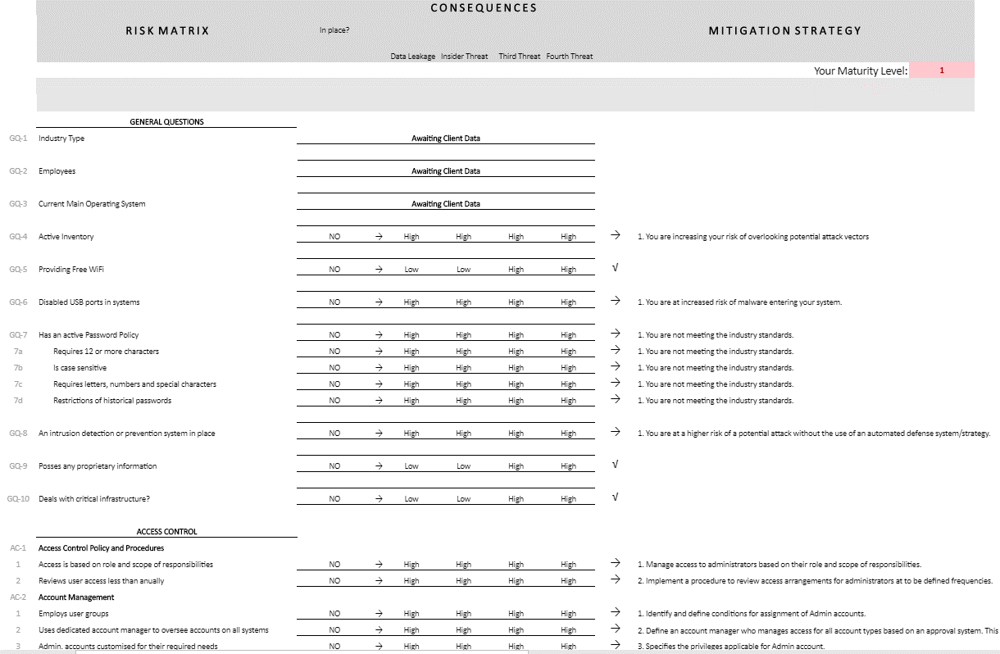 CONSEQUENCES
RISK MATRIX In place? MITIGATION STRATEGY
Data Leakage Insider Threat Third Threat Fourth Threat
Your Maturity Level: 1
GENERAL QUESTIONS
GQ-1 Industry Type Awaiting Client Data
GQ-2 Employees Awaiting Client Data
GQ-3 Current Main Operating System Awaiting Client Data
GQ-4 Active Inventory NO → High High High High → 1. You are increasing your risk of overlooking potential attack vectors
GQ-5 Providing Free WiFi NO → Low Low High High √
GQ-6 Disabled USB ports in systems NO → High High High High → 1. You are at increased risk of malware entering your system.
GQ-7 Has an active Password Policy NO → High High High High → 1. You are not meeting the industry standards.
7a Requires 12 or more characters NO → High High High High → 1. You are not meeting the industry standards.
7b Is case sensitive NO → High High High High → 1. You are not meeting the industry standards.
7c Requires letters, numbers and special characters NO → High High High High → 1. You are not meeting the industry standards.
7d Restrictions of historical passwords NO → High High High High → 1. You are not meeting the industry standards.
GQ-8 An intrusion detection or prevention system in place NO → High High High High → 1. You are at a higher risk of a potential attack without the use of an automated defense system/strategy.
GQ-9 Posses any proprietary information NO → Low Low High High √
GQ-10 Deals with critical infrastructure? NO → Low Low High High √
ACCESS CONTROL
AC-1 Access Control Policy and Procedures
1 Access is based on role and scope of responsibilities NO → High High High High → 1. Manage access to administrators based on their role and scope of responsibilities.
2 Reviews user access less than anually NO → High High High High → 2. Implement a procedure to review access arrangements for administrators at to be defined frequencies.
AC-2 Account Management
1 Employs user groups NO → High High High High → 1. Identify and define conditions for assignment of Admin accounts.
2 Uses dedicated account manager to oversee accounts on all systems NO → High High High High → 2. Define an account manager who manages access for all account types based on an approval system. This
3 Admin. accounts customised for their required needs NO → High High High High → 3. Specifies the privileges applicable for Admin account.